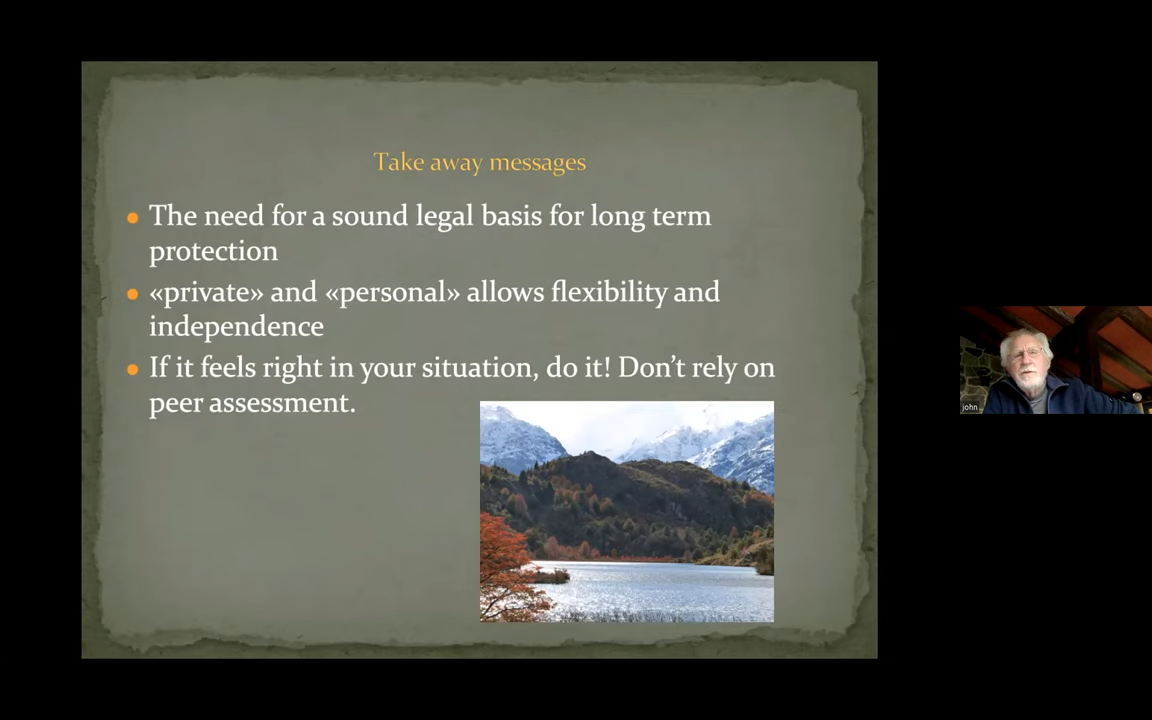 Take away messages
• The need for a sound legal basis for long term
protection
• «private» and «personal» allows flexibility and
independence
• If it feels right in your situation, do it! Don’t rely on
peer assessment.
john